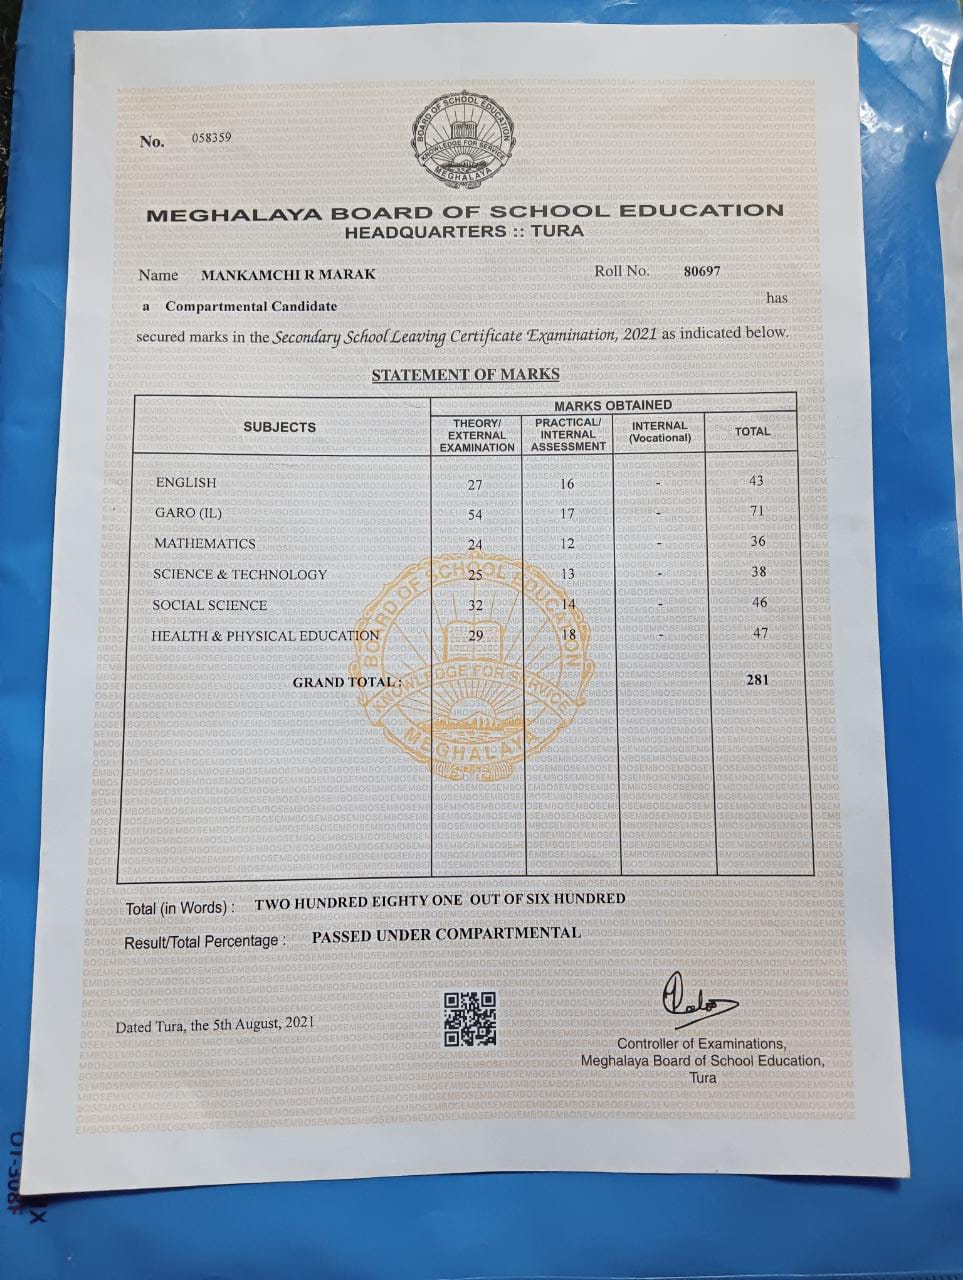 No. 058359
BOARD OF SCHOOL EDUCATION
KNOWLEDGE FOR SERVICE
MEGHALAYA
MEGHALAYA BOARD OF SCHOOL EDUCATION
HEADQUARTERS :: TURA
Name MANKAMCHI R MARAK Roll No. 80697
a Compartmental Candidate has
secured marks in the Secondary School Leaving Certificate Examination, 2021 as indicated below.
STATEMENT OF MARKS
SUBJECTS MARKS OBTAINED
THEORY/ EXTERNAL EXAMINATION PRACTICAL/ INTERNAL ASSESSMENT INTERNAL (Vocational) TOTAL
ENGLISH 27 16 - 43
GARO (IL) 54 17 - 71
MATHEMATICS 24 12 - 36
SCIENCE & TECHNOLOGY 25 13 - 38
SOCIAL SCIENCE 32 14 - 46
HEALTH & PHYSICAL EDUCATION 29 18 - 47
GRAND TOTAL : 281
BOARD OF SCHOOL EDUCATION
KNOWLEDGE FOR SERVICE
MEGHALAYA
Total (in Words) : TWO HUNDRED EIGHTY ONE OUT OF SIX HUNDRED
Result/Total Percentage : PASSED UNDER COMPARTMENTAL
Dated Tura, the 5th August, 2021
Controller of Examinations,
Meghalaya Board of School Education,
Tura